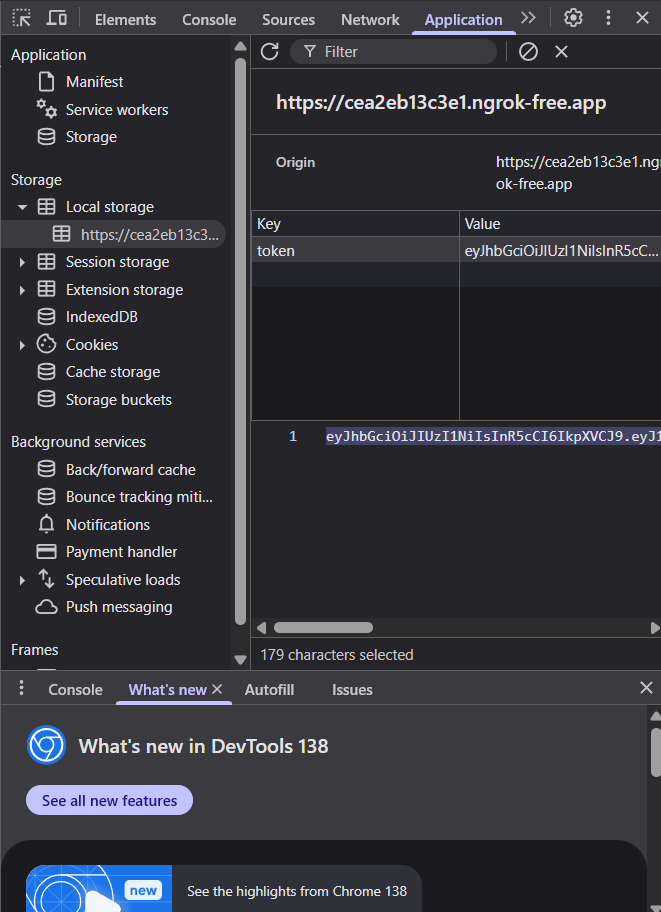 Elements Console Sources Network Application
Application
Manifest
Service workers
Storage
Storage
Local storage
https://cea2eb13c3...
Session storage
Extension storage
IndexedDB
Cookies
Cache storage
Storage buckets
Background services
Back/forward cache
Bounce tracking miti...
Notifications
Payment handler
Speculative loads
Push messaging
Frames
Filter
https://cea2eb13c3e1.ngrok-free.app
Origin
https://cea2eb13c3e1.ngr
ok-free.app
Key Value
token eyJhbGciOiJIUzI1NiIsInR5cC...
1 eyJhbGciOiJIUzI1NiIsInR5cCI6IkpXVCJ9.eyJ1
179 characters selected
Console What's new Autofill Issues
What's new in DevTools 138
See all new features
new
See the highlights from Chrome 138